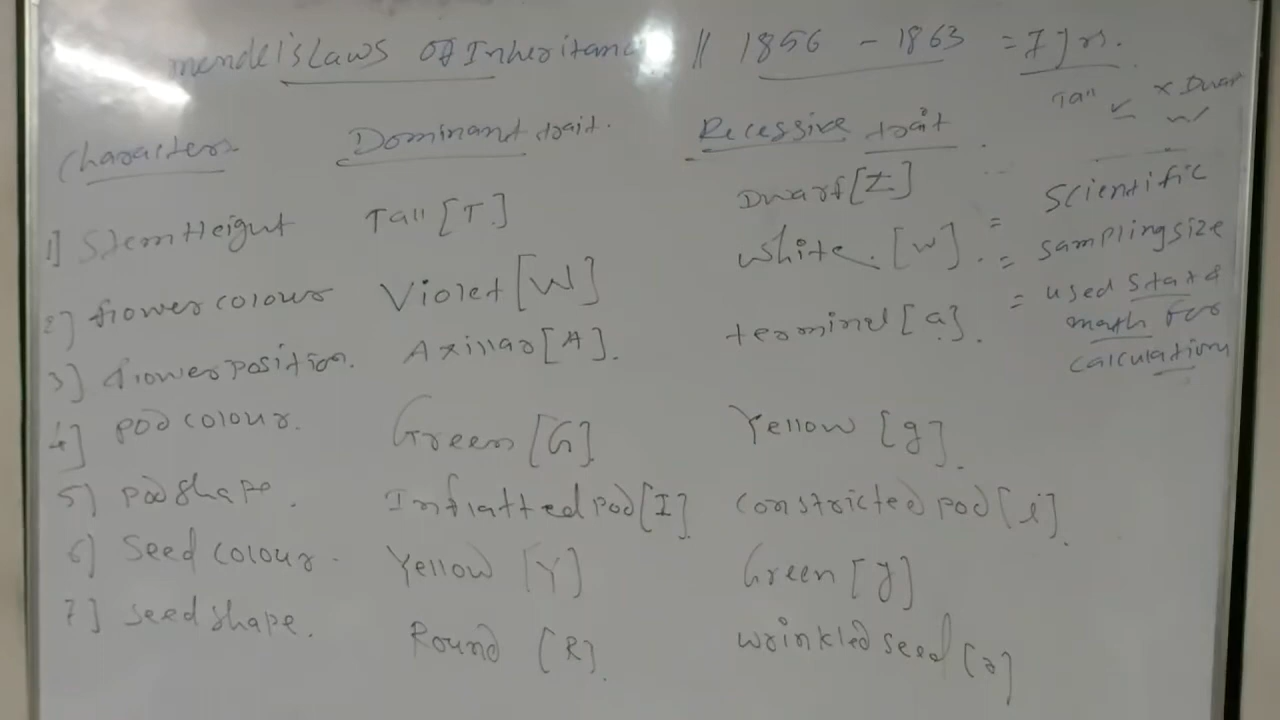 mendel's Laws Of Inheritanc || 1856 - 1863 = 7 yrs.
Tall x Dwar
Characters Dominant trait. Recessive trait.
1] Stem Height Tall [T] Dwarf [t]
2] flower colour Violet [W] White. [w].
3] flower position. Axillar [A]. terminal [a].
4] pod colour. Green [G]. Yellow [g].
5] pod shape. Inflatted pod [I]. constricted pod [i].
6] Seed colour. Yellow [Y] Green [y]
7] seed shape. Round [R]. wrinkled seed [r]
= Scientific
= sampling size
= used stat &
math for
calculation